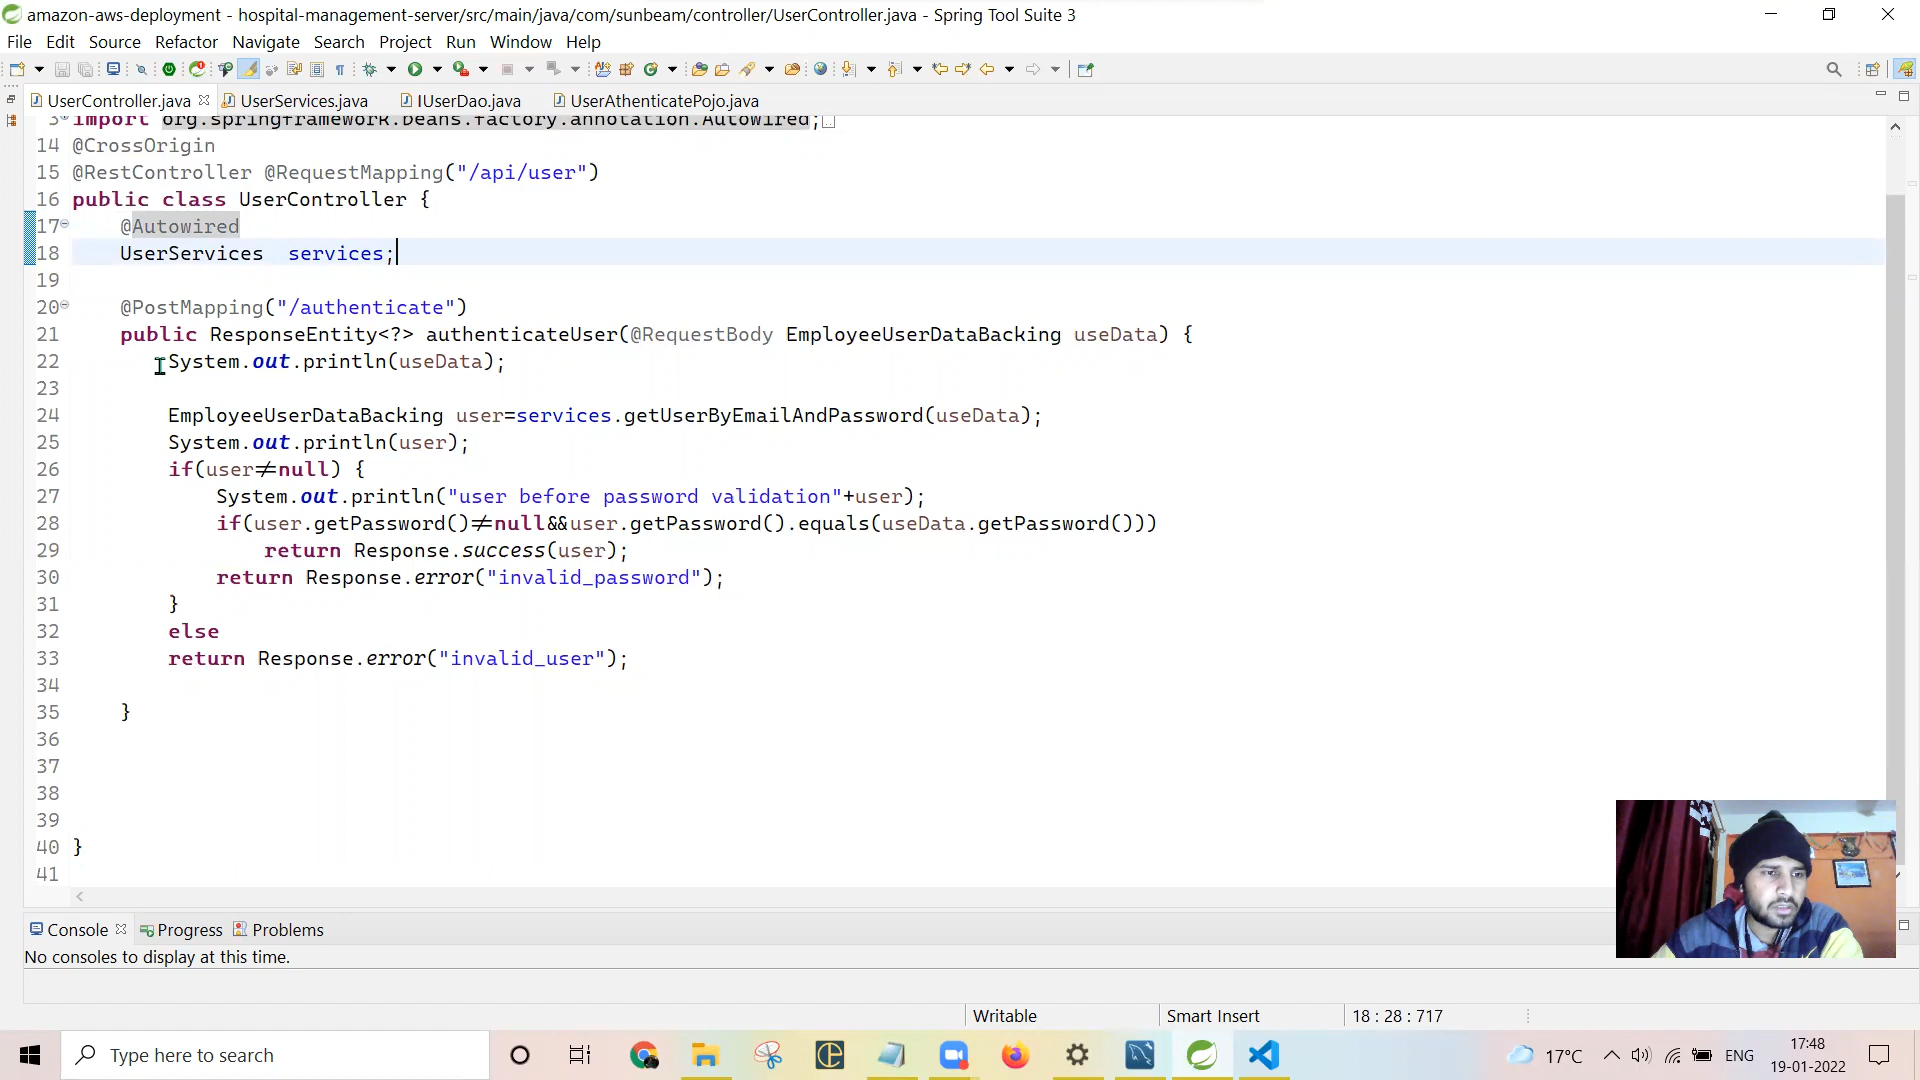 amazon-aws-deployment - hospital-management-server/src/main/java/com/sunbeam/controller/UserController.java - Spring Tool Suite 3
File Edit Source Refactor Navigate Search Project Run Window Help
UserController.java UserServices.java IUserDao.java UserAthenticatePojo.java
3 import org.springframework.beans.factory.annotation.Autowired;
14 @CrossOrigin
15 @RestController @RequestMapping("/api/user")
16 public class UserController {
17 @Autowired
18 UserServices services;
19
20 @PostMapping("/authenticate")
21 public ResponseEntity<?> authenticateUser(@RequestBody EmployeeUserDataBacking useData) {
22 System.out.println(useData);
23
24 EmployeeUserDataBacking user=services.getUserByEmailAndPassword(useData);
25 System.out.println(user);
26 if(user≠null) {
27 System.out.println("user before password validation"+user);
28 if(user.getPassword()≠null&&user.getPassword().equals(useData.getPassword()))
29 return Response.success(user);
30 return Response.error("invalid_password");
31 }
32 else
33 return Response.error("invalid_user");
34
35 }
36
37
38
39
40 }
41
Console Progress Problems
No consoles to display at this time.
Writable Smart Insert 18 : 28 : 717
Type here to search 17°C ENG 17:48
19-01-2022